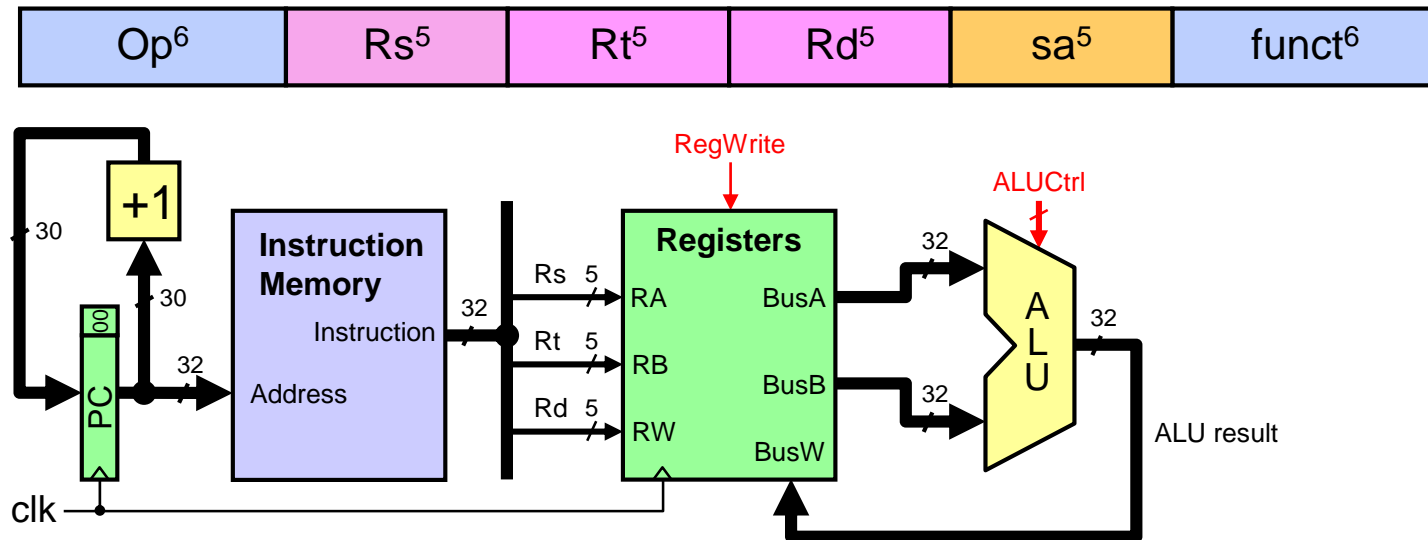 Op⁶ Rs⁵ Rt⁵ Rd⁵ sa⁵ funct⁶
RegWrite
ALUCtrl
+1
30
30
00
PC
32
clk
Instruction
Memory
Instruction
Address
32
Rs 5
Rt 5
Rd 5
Registers
RA
RB
RW
BusA
BusB
BusW
32
32
A
L
U
32
ALU result